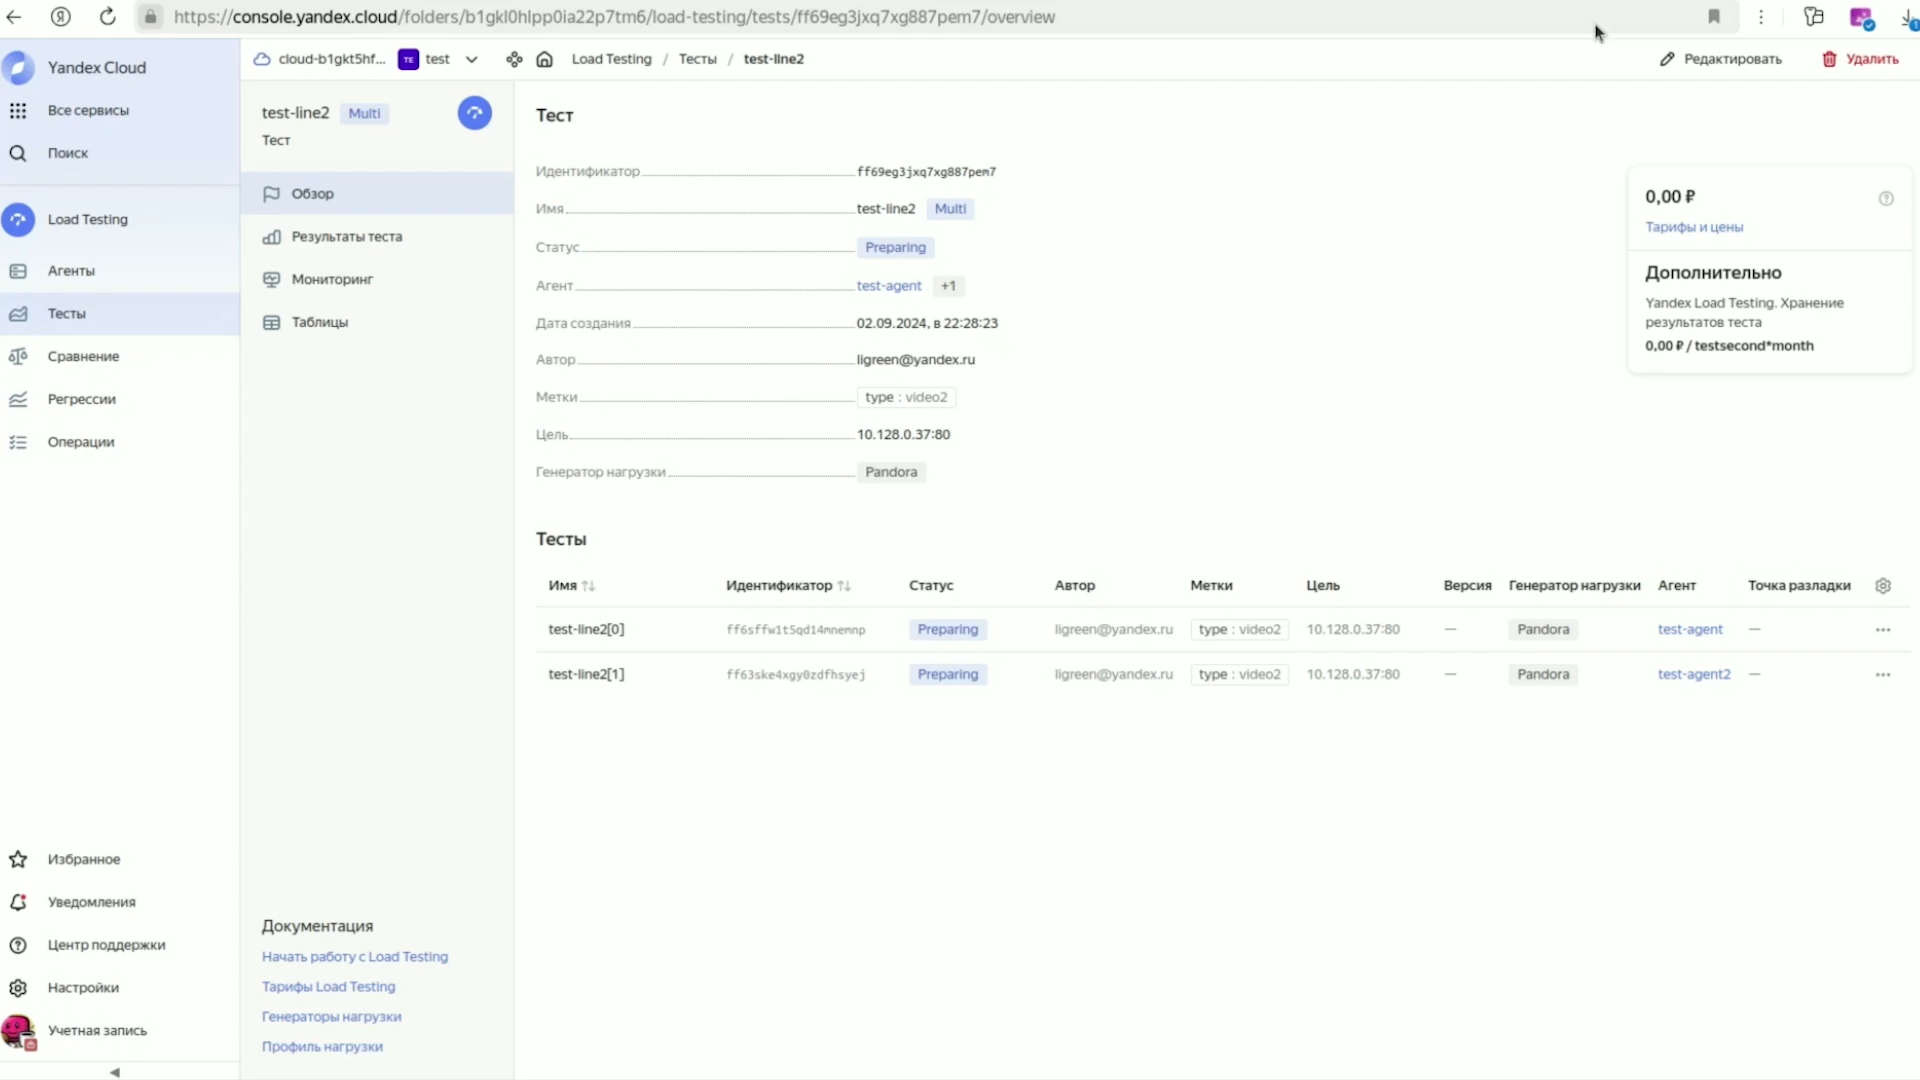 https://console.yandex.cloud/folders/b1gkl0hlpp0ia22p7tm6/load-testing/tests/ff69eg3jxq7xg887pem7/overview
Yandex Cloud
Все сервисы
Поиск
Load Testing
Агенты
Тесты
Сравнение
Регрессии
Операции
Избранное
Уведомления
Центр поддержки
Настройки
Учетная запись
cloud-b1gkt5hf... TE test Load Testing / Тесты / test-line2
Редактировать Удалить
test-line2 Multi
Тест
Обзор
Результаты теста
Мониторинг
Таблицы
Документация
Начать работу с Load Testing
Тарифы Load Testing
Генераторы нагрузки
Профиль нагрузки
Тест
Идентификатор ff69eg3jxq7xg887pem7
Имя test-line2 Multi
Статус Preparing
Агент test-agent +1
Дата создания 02.09.2024, в 22:28:23
Автор ligreen@yandex.ru
Метки type : video2
Цель 10.128.0.37:80
Генератор нагрузки Pandora
0,00 ₽
Тарифы и цены
Дополнительно
Yandex Load Testing. Хранение
результатов теста
0,00 ₽ / testsecond*month
Тесты
Имя Идентификатор Статус Автор Метки Цель Версия Генератор нагрузки Агент Точка разладки
test-line2[0] ff6sffw1t5qd14mnemnp Preparing ligreen@yandex.ru type : video2 10.128.0.37:80 — Pandora test-agent —
test-line2[1] ff63ske4xgy0zdfhsyej Preparing ligreen@yandex.ru type : video2 10.128.0.37:80 — Pandora test-agent2 —